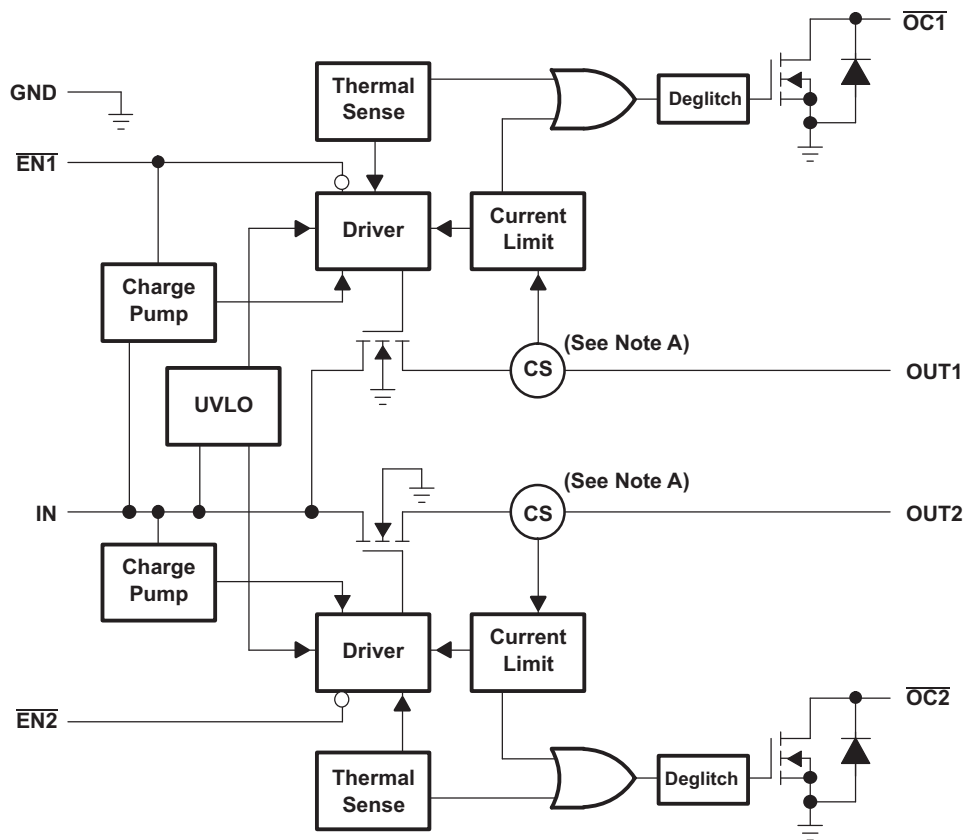 OC1
Thermal
Sense
Deglitch
GND
EN1
Driver
Current
Limit
Charge
Pump
(See Note A)
CS
OUT1
UVLO
(See Note A)
IN
CS
OUT2
Charge
Pump
Driver
Current
Limit
OC2
EN2
Thermal
Sense
Deglitch